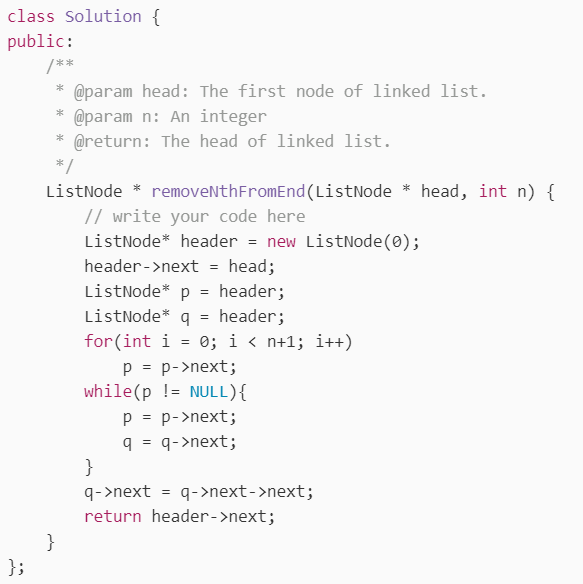 class Solution {
public:
    /**
     * @param head: The first node of linked list.
     * @param n: An integer
     * @return: The head of linked list.
     */
    ListNode * removeNthFromEnd(ListNode * head, int n) {
        // write your code here
        ListNode* header = new ListNode(0);
        header->next = head;
        ListNode* p = header;
        ListNode* q = header;
        for(int i = 0; i < n+1; i++)
            p = p->next;
        while(p != NULL){
            p = p->next;
            q = q->next;
        }
        q->next = q->next->next;
        return header->next;
    }
};